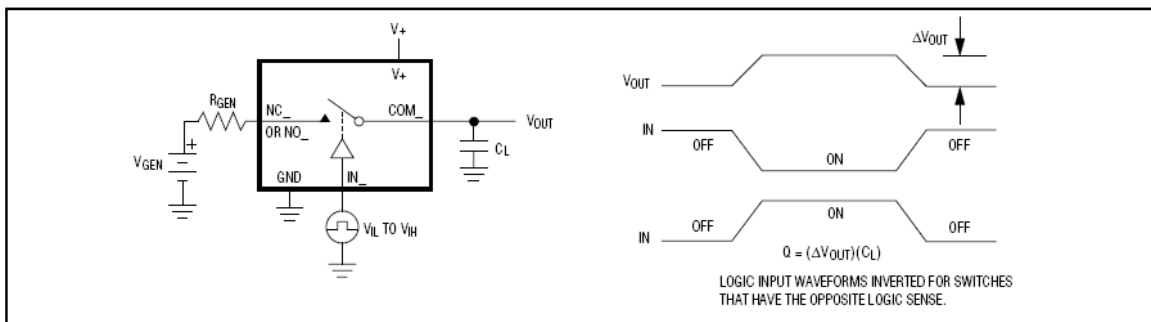 V+
V+
RGEN
NC_
OR NO_
COM_
VOUT
VGEN
+
CL
GND
IN_
VIL TO VIH
ΔVOUT
VOUT
IN
OFF
ON
OFF
IN
OFF
ON
OFF
Q = (ΔVOUT)(CL)
LOGIC INPUT WAVEFORMS INVERTED FOR SWITCHES
THAT HAVE THE OPPOSITE LOGIC SENSE.